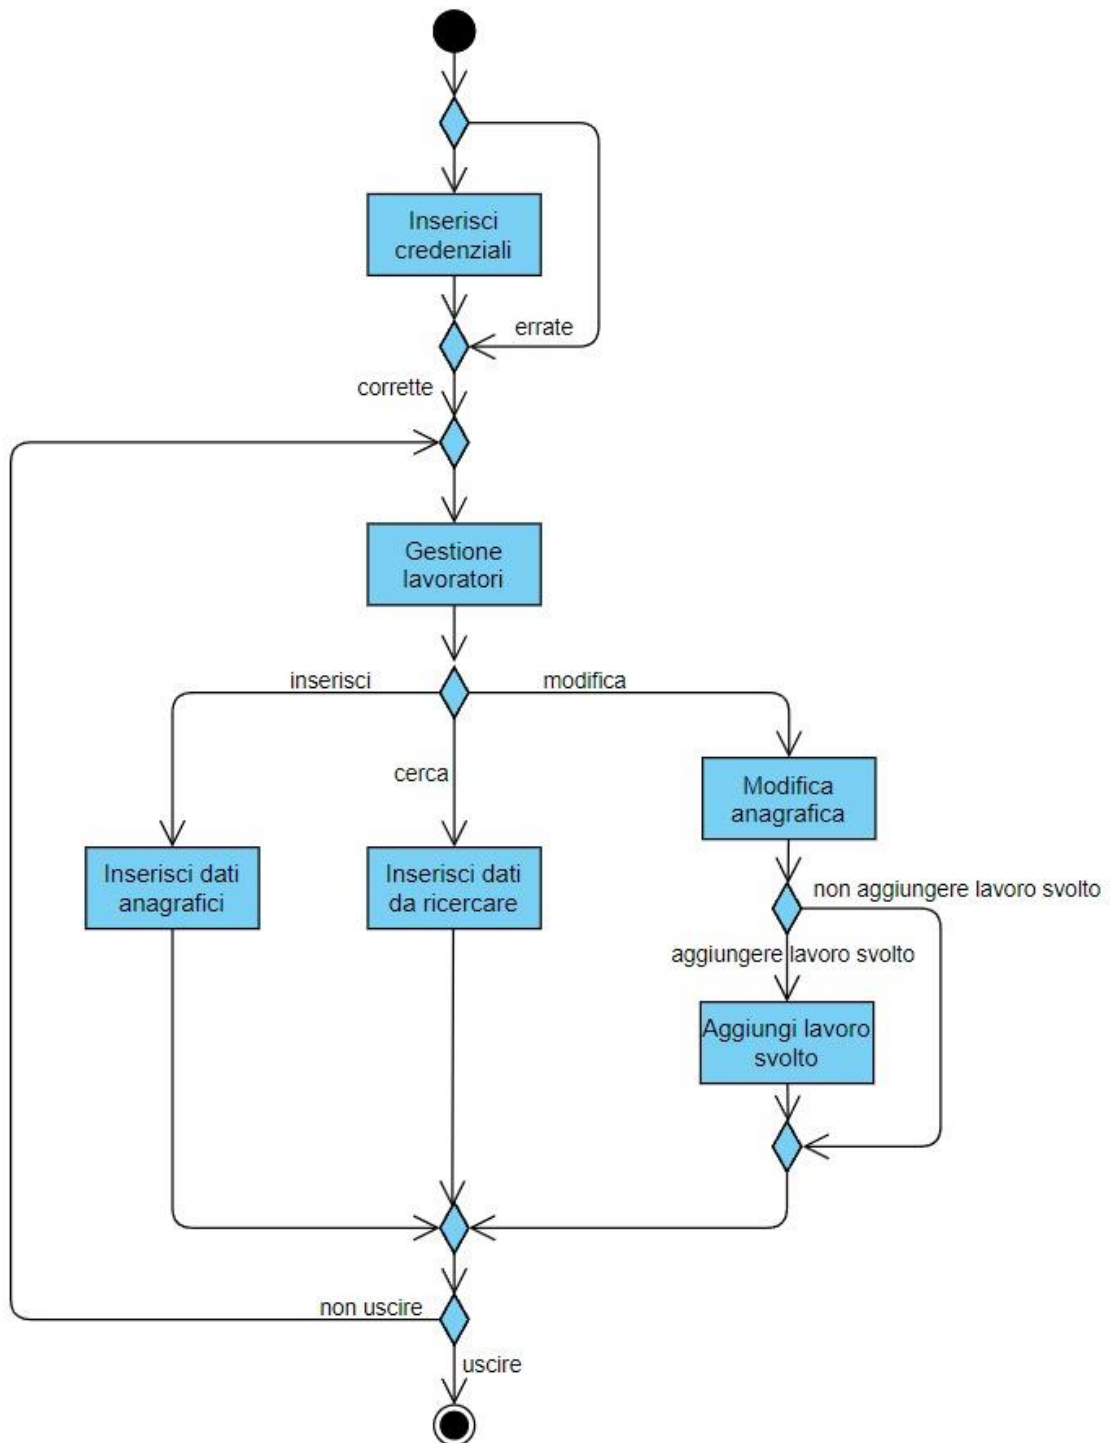 Inserisci
credenziali
errate
corrette
Gestione
lavoratori
inserisci
modifica
cerca
Modifica
anagrafica
Inserisci dati
anagrafici
Inserisci dati
da ricercare
non aggiungere lavoro svolto
aggiungere lavoro svolto
Aggiungi lavoro
svolto
non uscire
uscire